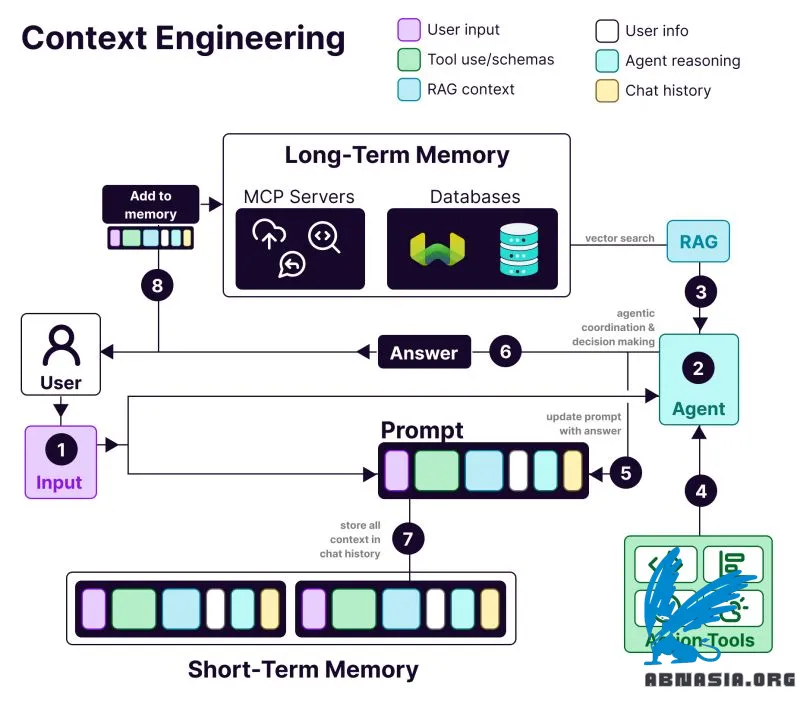 Context Engineering
User input
User info
Tool use/schemas
Agent reasoning
RAG context
Chat history
Long-Term Memory
Add to
memory
MCP Servers
Databases
vector search
RAG
8
3
agentic
coordination &
decision making
User
Answer
6
2
Agent
1
Input
update prompt
with answer
Prompt
5
4
store all
context in
chat history
7
Action Tools
Short-Term Memory
ABNASIA.ORG